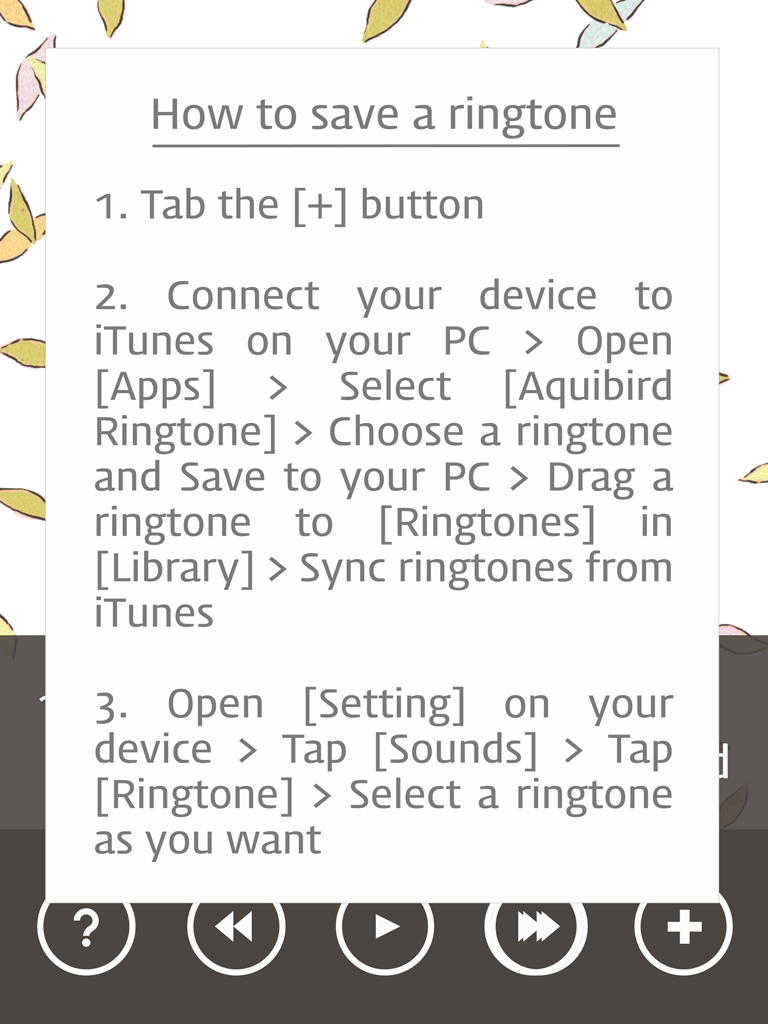 How to save a ringtone
1. Tab the [+] button
2. Connect your device to
iTunes on your PC > Open
[Apps] > Select [Aquibird
Ringtone] > Choose a ringtone
and Save to your PC > Drag a
ringtone to [Ringtones] in
[Library] > Sync ringtones from
iTunes
3. Open [Setting] on your
device > Tap [Sounds] > Tap
[Ringtone] > Select a ringtone
as you want
?